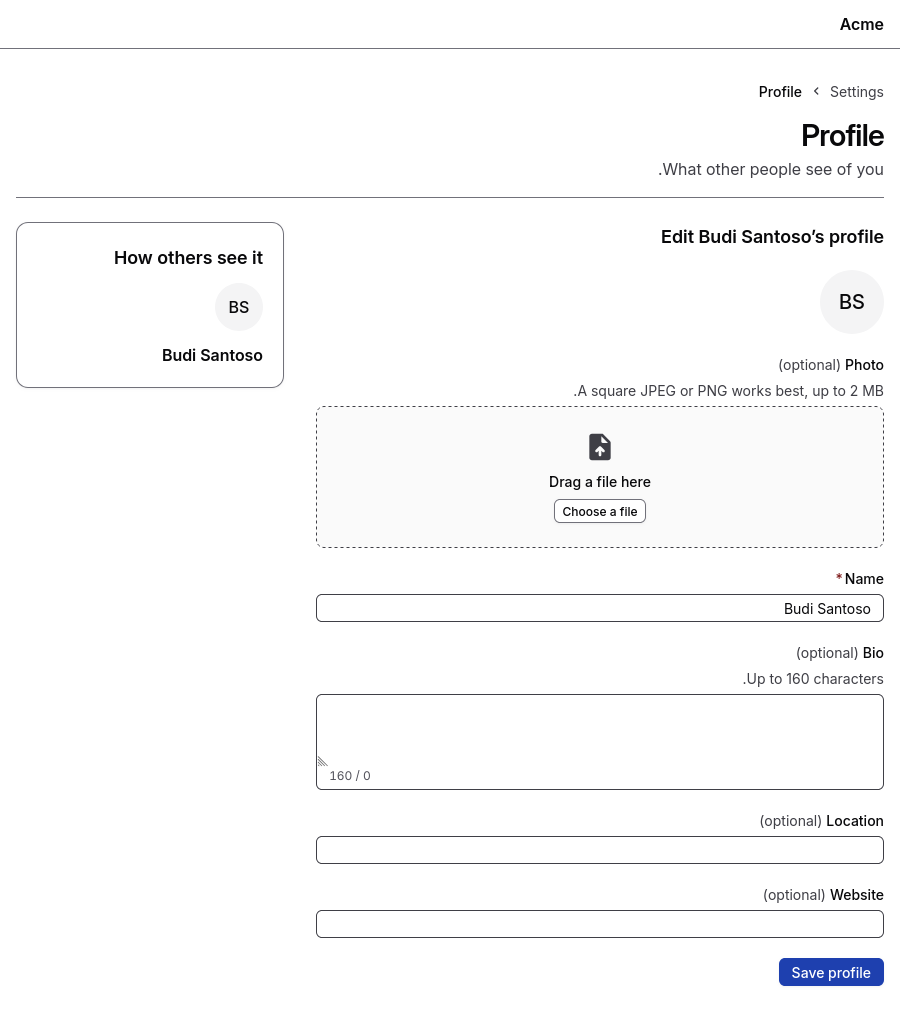 Acme
Settings
Profile
Profile
What other people see of you.
Edit Budi Santoso’s profile
BS
Photo (optional)
A square JPEG or PNG works best, up to 2 MB.
Drag a file here
Choose a file
Name *
Budi Santoso
Bio (optional)
Up to 160 characters.
0 / 160
Location (optional)
Website (optional)
Save profile
How others see it
BS
Budi Santoso